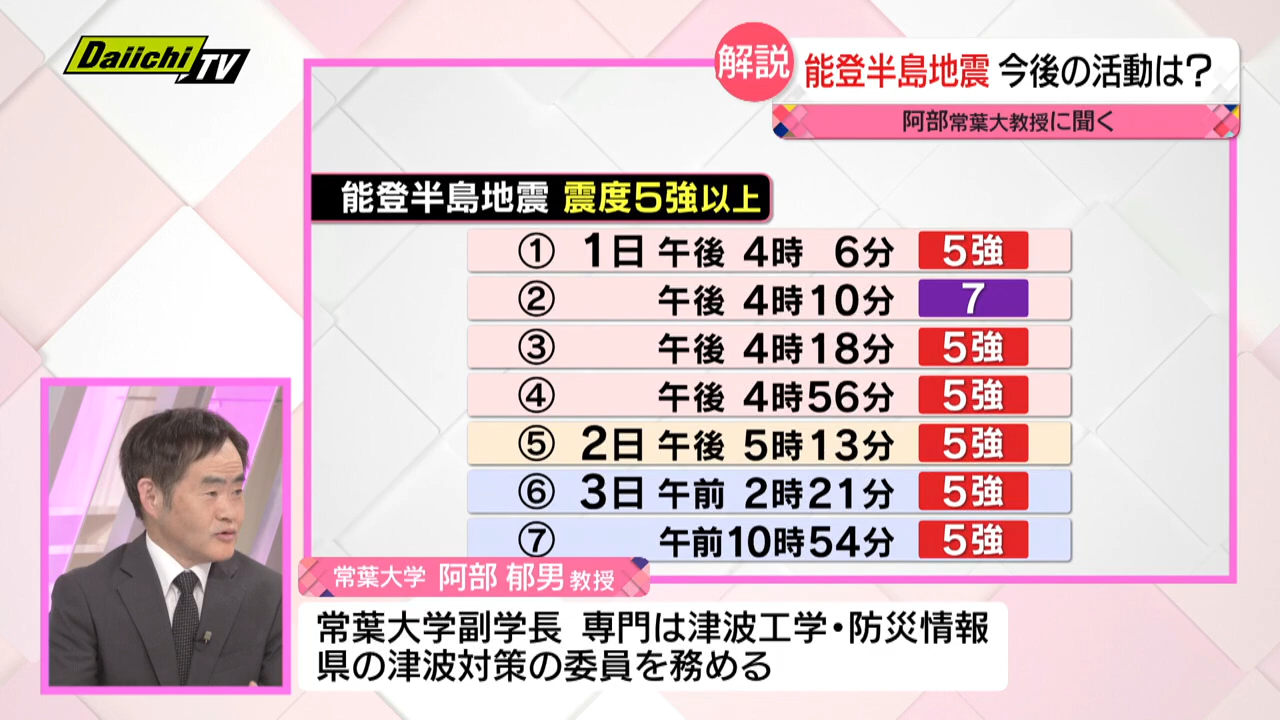 Daiichi TV
解説
能登半島地震 今後の活動は?
阿部常葉大教授に聞く
能登半島地震 震度5強以上
① 1日 午後 4時 6分 5強
② 午後 4時10分 7
③ 午後 4時18分 5強
④ 午後 4時56分 5強
⑤ 2日 午後 5時13分 5強
⑥ 3日 午前 2時21分 5強
⑦ 午前10時54分 5強
常葉大学 阿部 郁男 教授
常葉大学副学長 専門は津波工学・防災情報
県の津波対策の委員を務める